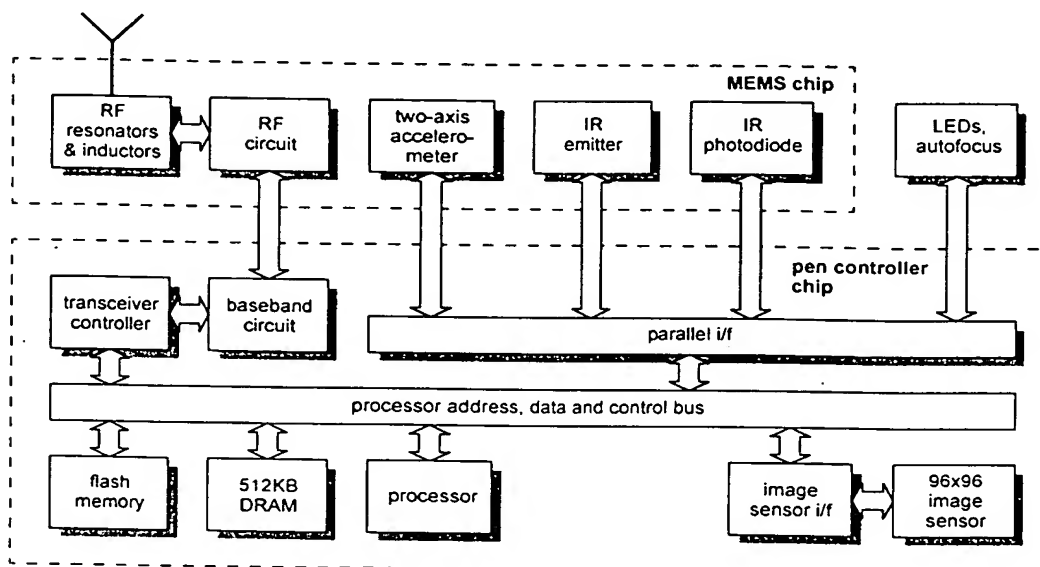 MEMS chip
RF
resonators
& inductors
RF
circuit
two-axis
accelero-
meter
IR
emitter
IR
photodiode
LEDs,
autofocus
pen controller
chip
transceiver
controller
baseband
circuit
parallel i/f
processor address, data and control bus
flash
memory
512KB
DRAM
processor
image
sensor i/f
96x96
image
sensor